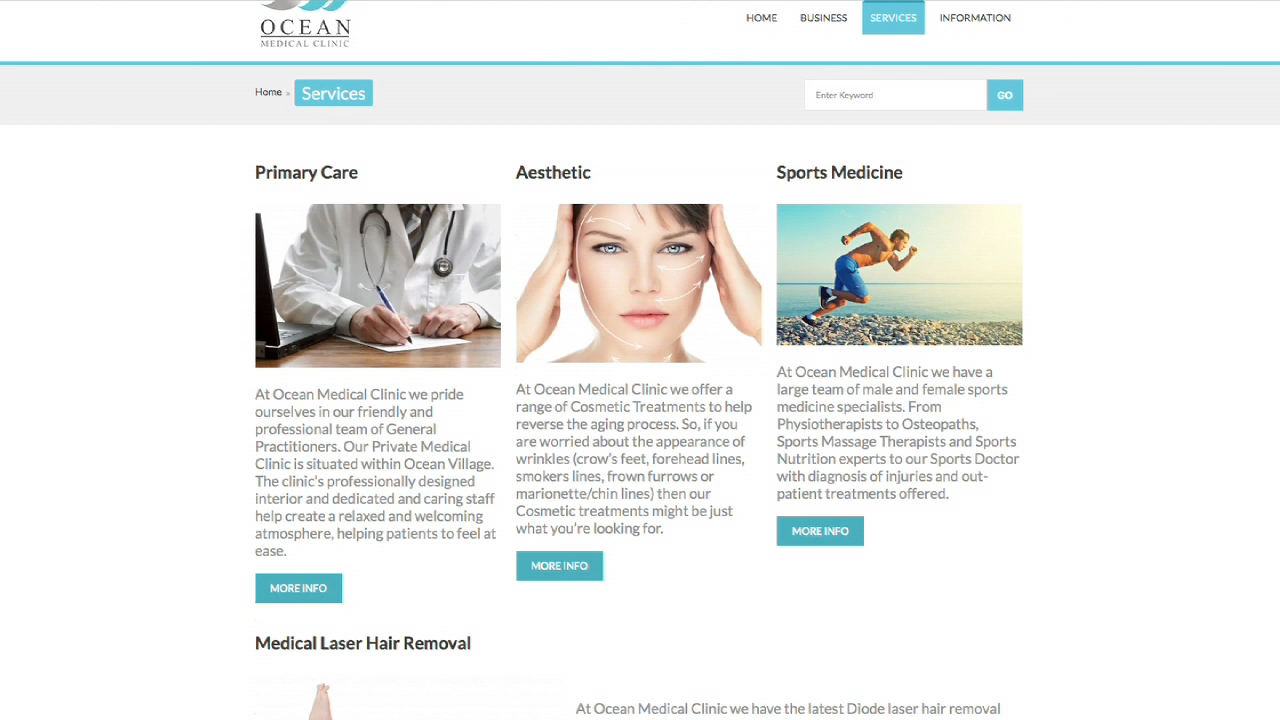 OCEAN
MEDICAL CLINIC
HOME
BUSINESS
SERVICES
INFORMATION
Home » Services
Enter Keyword
GO
Primary Care
At Ocean Medical Clinic we pride
ourselves in our friendly and
professional team of General
Practitioners. Our Private Medical
Clinic is situated within Ocean Village.
The clinic's professionally designed
interior and dedicated and caring staff
help create a relaxed and welcoming
atmosphere, helping patients to feel at
ease.
MORE INFO
Aesthetic
At Ocean Medical Clinic we offer a
range of Cosmetic Treatments to help
reverse the aging process. So, if you
are worried about the appearance of
wrinkles (crow's feet, forehead lines,
smokers lines, frown furrows or
marionette/chin lines) then our
Cosmetic treatments might be just
what you're looking for.
MORE INFO
Sports Medicine
At Ocean Medical Clinic we have a
large team of male and female sports
medicine specialists. From
Physiotherapists to Osteopaths,
Sports Massage Therapists and Sports
Nutrition experts to our Sports Doctor
with diagnosis of injuries and out-
patient treatments offered.
MORE INFO
Medical Laser Hair Removal
At Ocean Medical Clinic we have the latest Diode laser hair removal